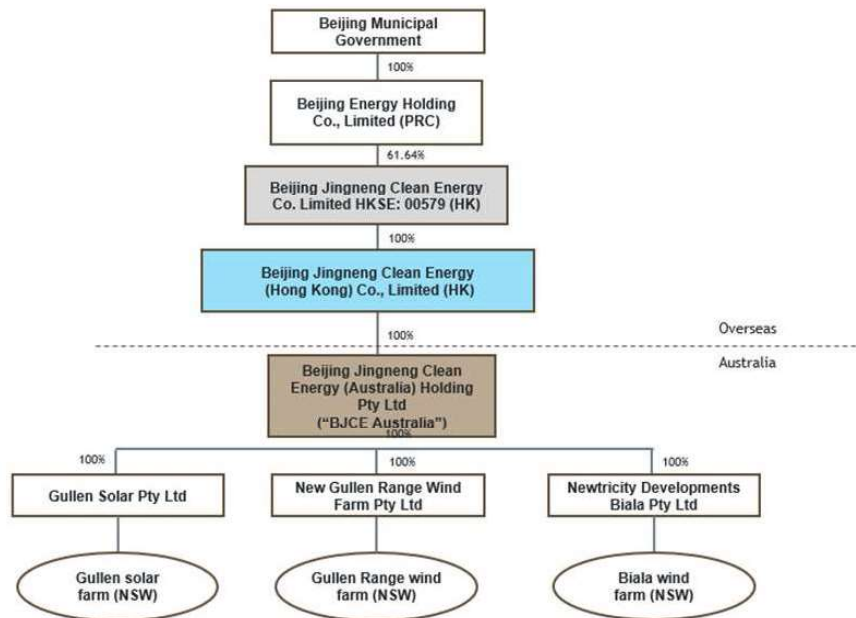 Beijing Municipal
Government
100%
Beijing Energy Holding
Co., Limited (PRC)
61.64%
Beijing Jingneng Clean Energy
Co. Limited HKSE: 00579 (HK)
100%
Beijing Jingneng Clean Energy
(Hong Kong) Co., Limited (HK)
100%
Overseas
Australia
Beijing Jingneng Clean
Energy (Australia) Holding
Pty Ltd
(“BJCE Australia”)
100%
100%
100%
100%
Gullen Solar Pty Ltd
New Gullen Range Wind
Farm Pty Ltd
Newtricity Developments
Biala Pty Ltd
Gullen solar
farm (NSW)
Gullen Range wind
farm (NSW)
Biala wind
farm (NSW)